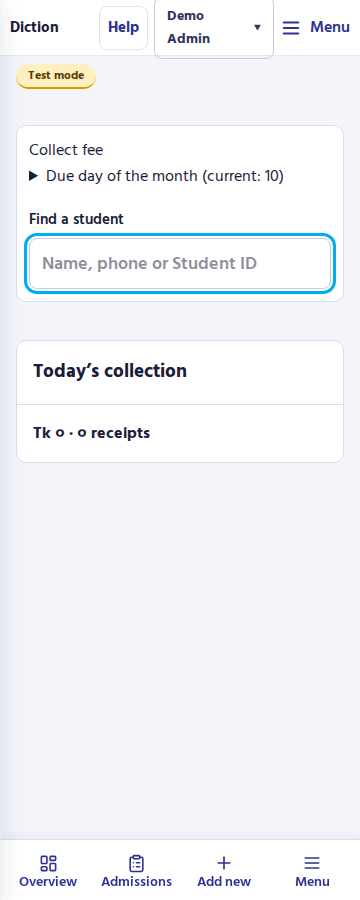 Diction
Help
Demo
Admin
Menu
Test mode
Collect fee
Due day of the month (current: 10)
Find a student
Name, phone or Student ID
Today’s collection
Tk ০ · ০ receipts
Overview
Admissions
Add new
Menu